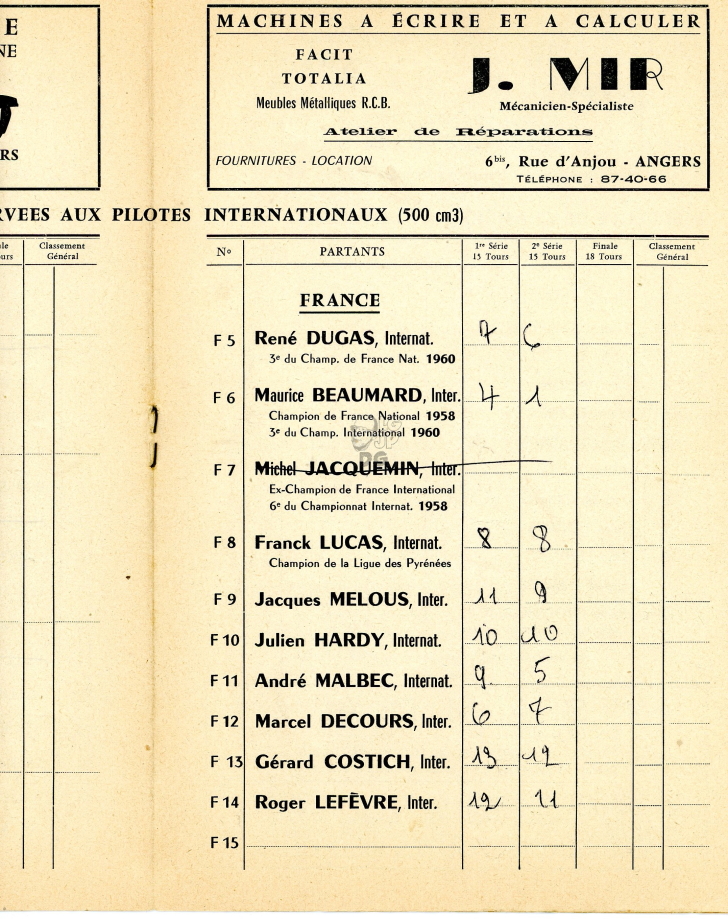 E
NE
RS
MACHINES A ÉCRIRE ET A CALCULER
FACIT
TOTALIA
Meubles Métalliques R.C.B.
J. MIR
Mécanicien-Spécialiste
Atelier de Réparations
FOURNITURES - LOCATION
6bis, Rue d'Anjou - ANGERS
TÉLÉPHONE : 87-40-66
RVEES AUX PILOTES INTERNATIONAUX (500 cm3)
Classement Général
No PARTANTS 1re Série 15 Tours 2e Série 15 Tours Finale 18 Tours Classement Général
FRANCE
F 5 René DUGAS, Internat. 7 6
3e du Champ. de France Nat. 1960
F 6 Maurice BEAUMARD, Inter. 4 1
Champion de France National 1958
3e du Champ. International 1960
F 7 Michel JACQUEMIN, Inter.
Ex-Champion de France International
6e du Championnat Internat. 1958
F 8 Franck LUCAS, Internat. 8 8
Champion de la Ligue des Pyrénées
F 9 Jacques MELOUS, Inter. 11 9
F 10 Julien HARDY, Internat. 10 10
F 11 André MALBEC, Internat. 9 5
F 12 Marcel DECOURS, Inter. 6 7
F 13 Gérard COSTICH, Inter. 13 12
F 14 Roger LEFÈVRE, Inter. 12 11
F 15